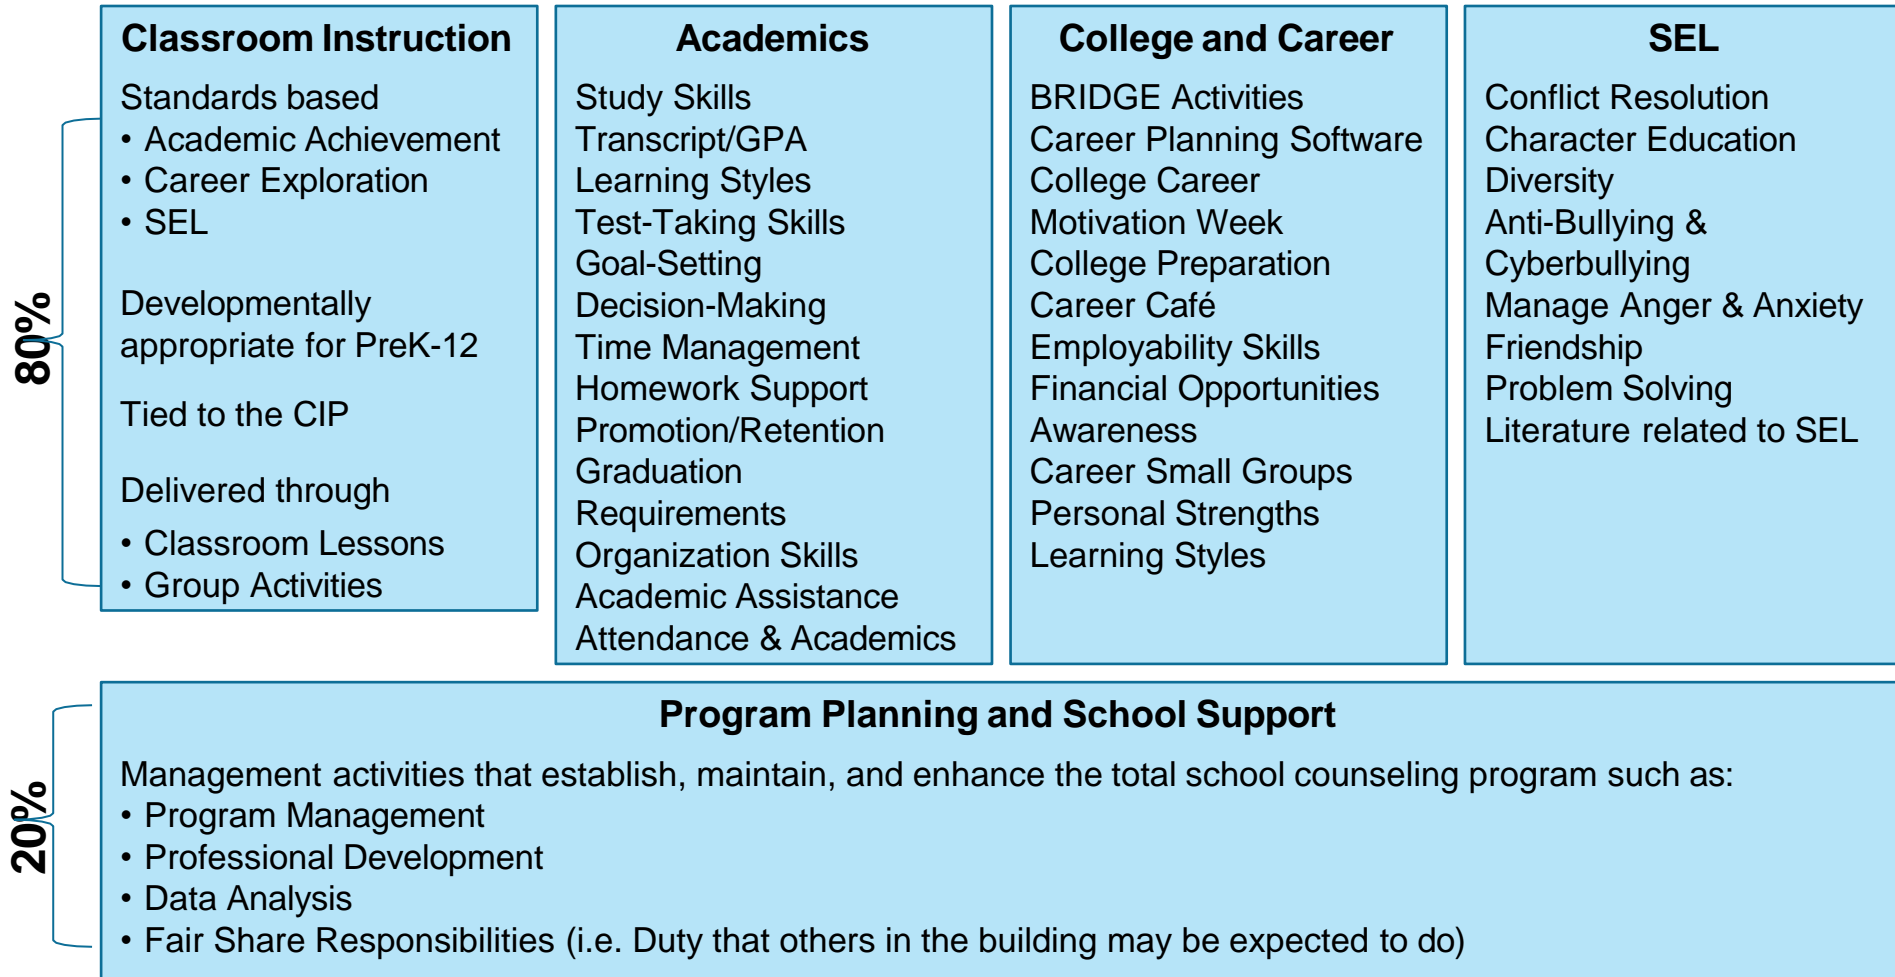 80%
Classroom Instruction
Standards based
• Academic Achievement
• Career Exploration
• SEL
Developmentally
appropriate for PreK-12
Tied to the CIP
Delivered through
• Classroom Lessons
• Group Activities
Academics
Study Skills
Transcript/GPA
Learning Styles
Test-Taking Skills
Goal-Setting
Decision-Making
Time Management
Homework Support
Promotion/Retention
Graduation
Requirements
Organization Skills
Academic Assistance
Attendance & Academics
College and Career
BRIDGE Activities
Career Planning Software
College Career
Motivation Week
College Preparation
Career Café
Employability Skills
Financial Opportunities
Awareness
Career Small Groups
Personal Strengths
Learning Styles
SEL
Conflict Resolution
Character Education
Diversity
Anti-Bullying &
Cyberbullying
Manage Anger & Anxiety
Friendship
Problem Solving
Literature related to SEL
20%
Program Planning and School Support
Management activities that establish, maintain, and enhance the total school counseling program such as:
• Program Management
• Professional Development
• Data Analysis
• Fair Share Responsibilities (i.e. Duty that others in the building may be expected to do)